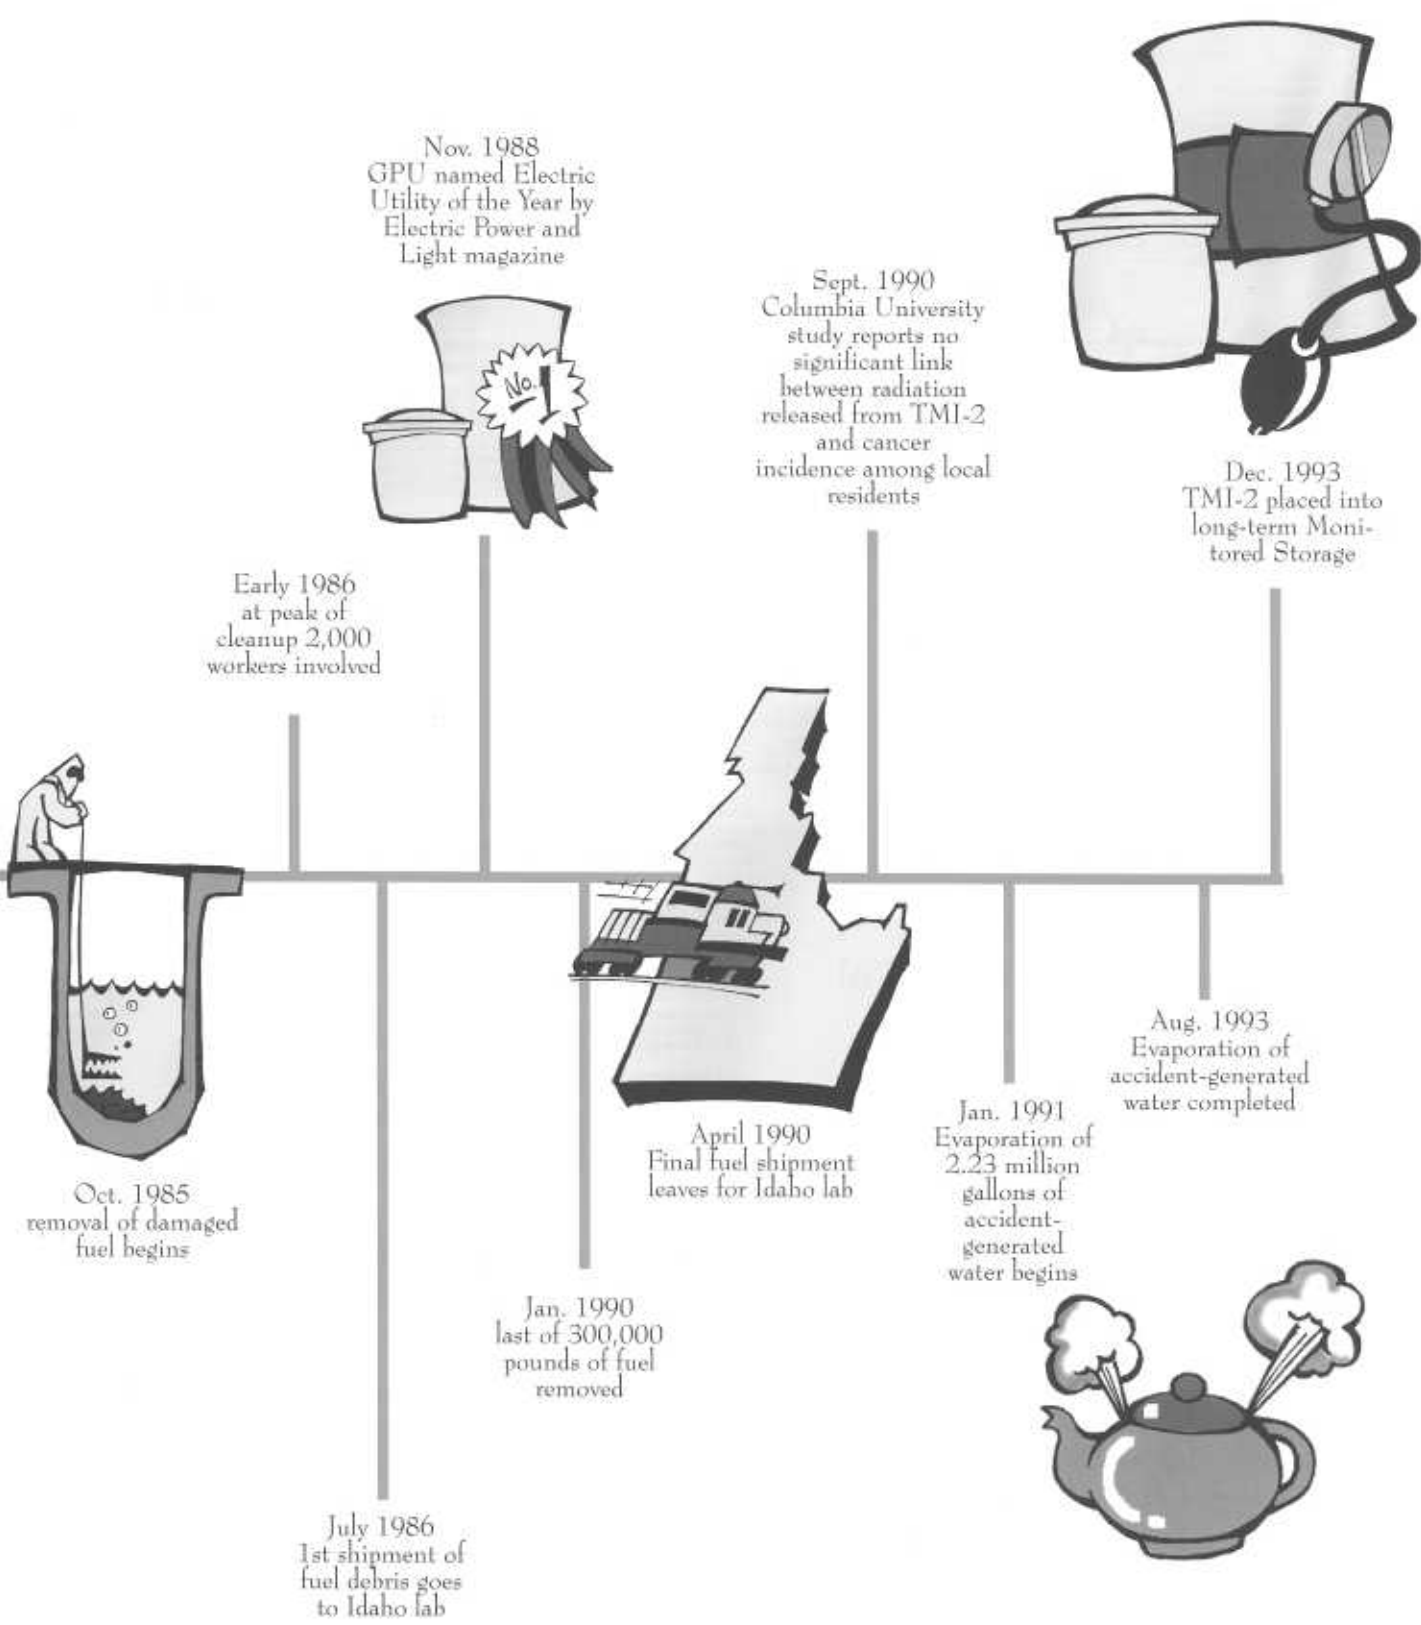 Nov. 1988
GPU named Electric
Utility of the Year by
Electric Power and
Light magazine
No. 1
Sept. 1990
Columbia University
study reports no
significant link
between radiation
released from TMI-2
and cancer
incidence among local
residents
Dec. 1993
TMI-2 placed into
long-term Moni-
tored Storage
Early 1986
at peak of
cleanup 2,000
workers involved
Oct. 1985
removal of damaged
fuel begins
July 1986
1st shipment of
fuel debris goes
to Idaho lab
Jan. 1990
last of 300,000
pounds of fuel
removed
April 1990
Final fuel shipment
leaves for Idaho lab
Jan. 1991
Evaporation of
2.23 million
gallons of
accident-
generated
water begins
Aug. 1993
Evaporation of
accident-generated
water completed